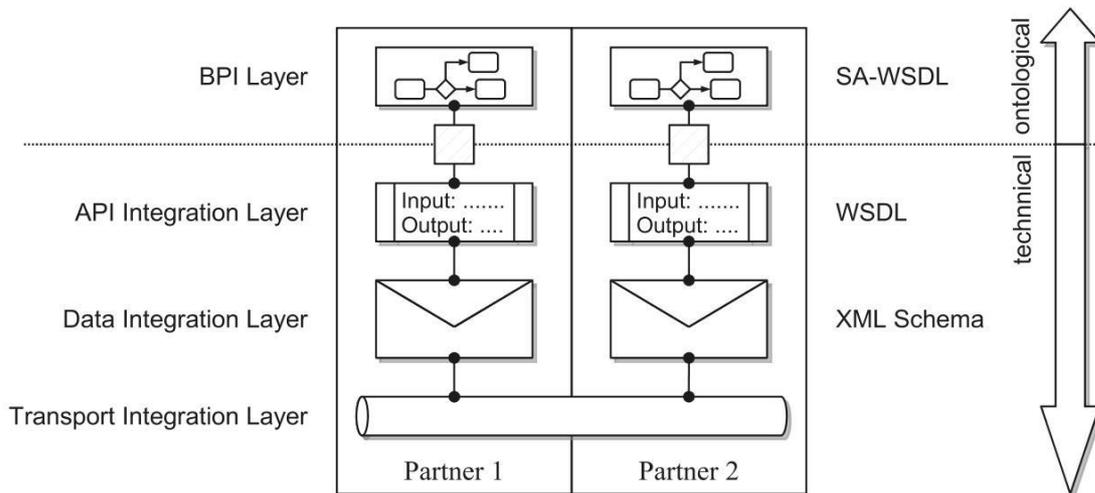 BPI Layer
SA-WSDL
ontological
API Integration Layer
Input: .......
Output: ....
Input: .......
Output: ....
WSDL
technnical
Data Integration Layer
XML Schema
Transport Integration Layer
Partner 1
Partner 2